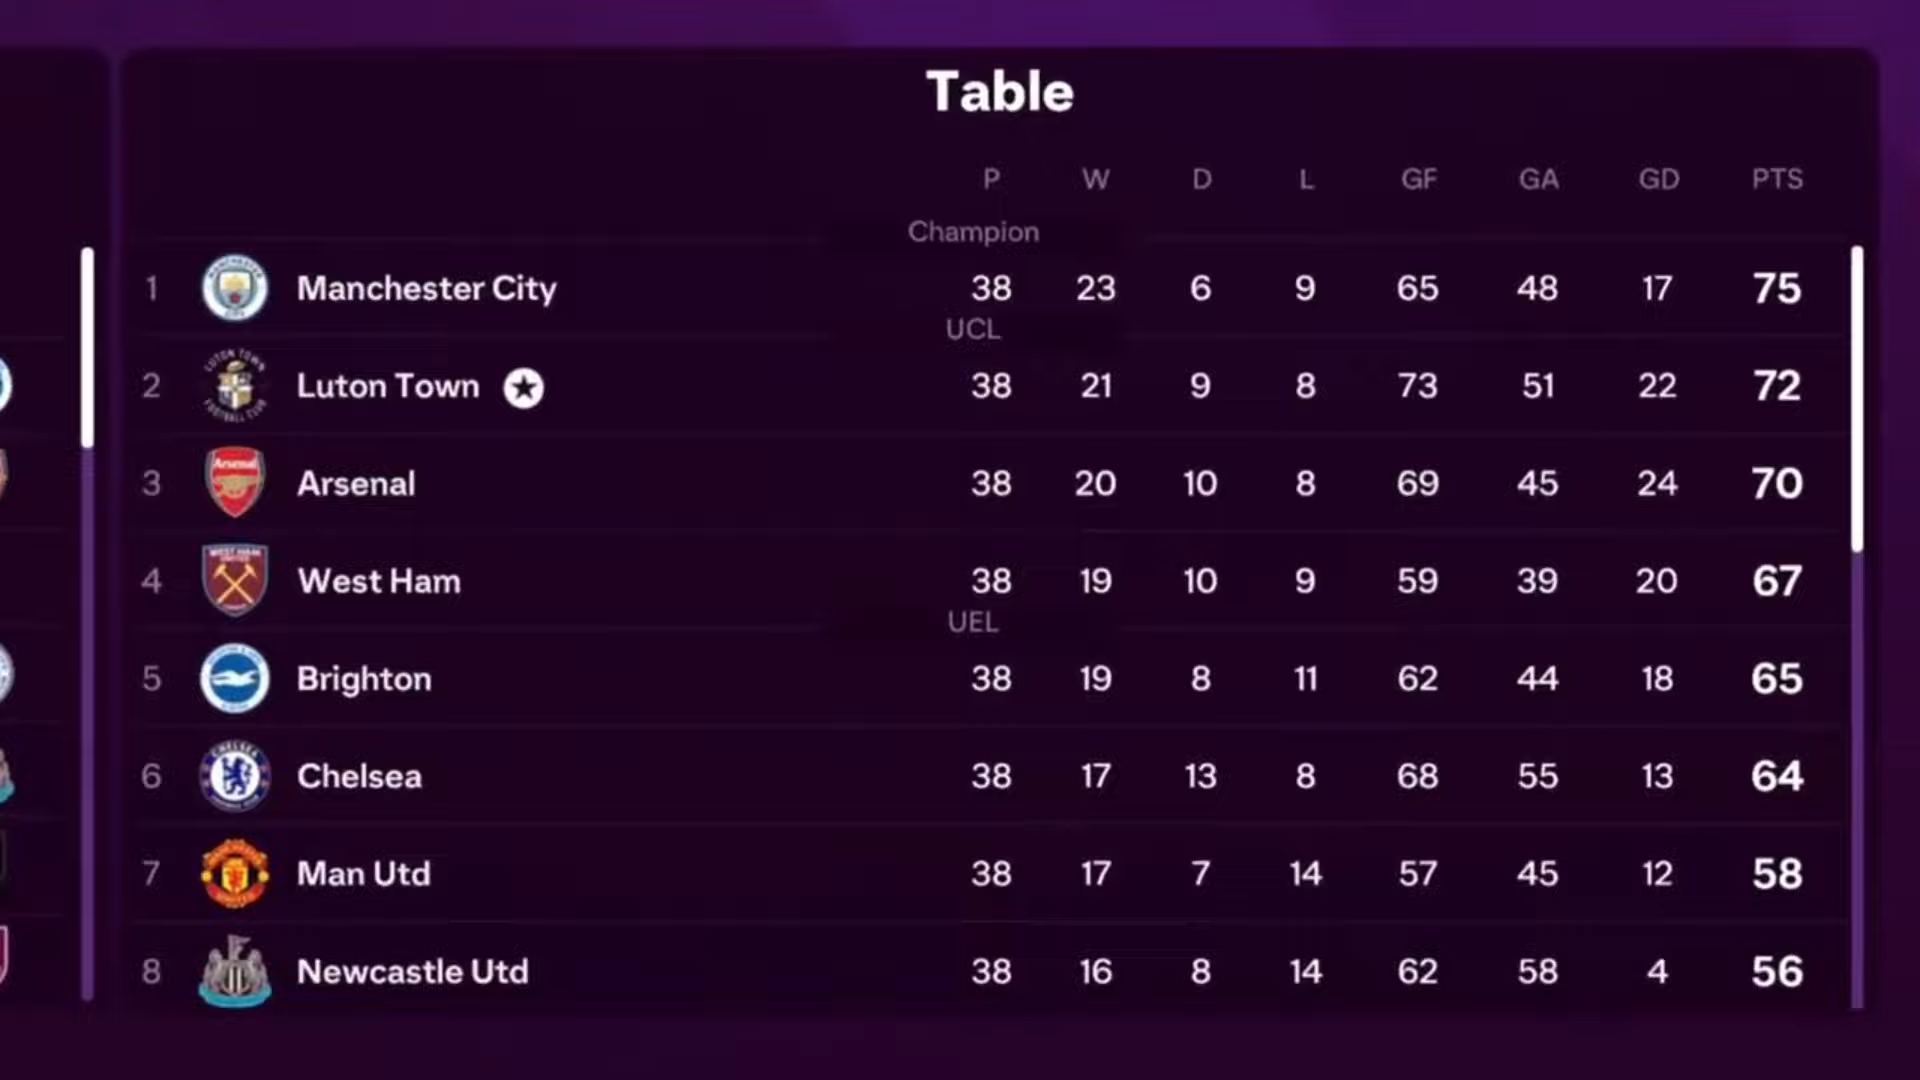 Table
P W D L GF GA GD PTS
Champion
1 Manchester City 38 23 6 9 65 48 17 75
UCL
2 Luton Town 38 21 9 8 73 51 22 72
3 Arsenal 38 20 10 8 69 45 24 70
4 West Ham 38 19 10 9 59 39 20 67
UEL
5 Brighton 38 19 8 11 62 44 18 65
6 Chelsea 38 17 13 8 68 55 13 64
7 Man Utd 38 17 7 14 57 45 12 58
8 Newcastle Utd 38 16 8 14 62 58 4 56